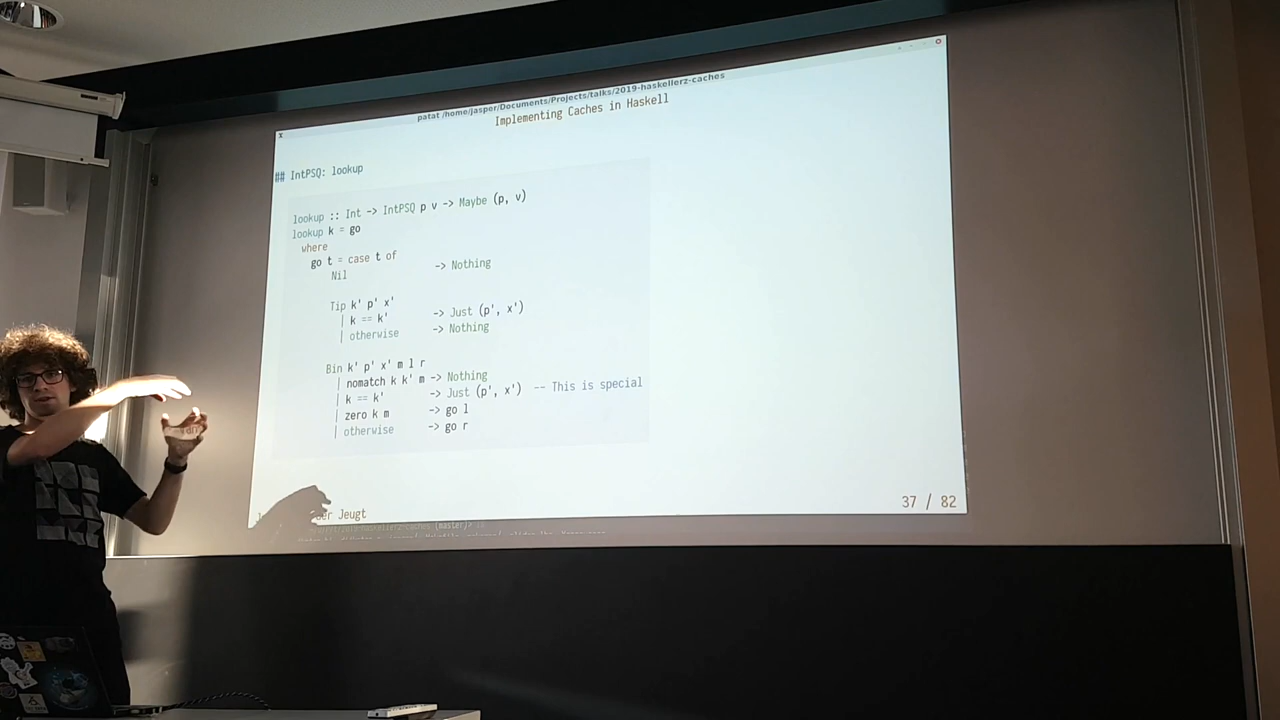 patat /home/jasper/Documents/Projects/talks/2019-haskellerz-caches
Implementing Caches in Haskell
## IntPSQ: lookup
lookup :: Int -> IntPSQ p v -> Maybe (p, v)
lookup k = go
where
go t = case t of
Nil -> Nothing
Tip k' p' x'
| k == k' -> Just (p', x')
| otherwise -> Nothing
Bin k' p' x' m l r
| nomatch k k' m -> Nothing
| k == k' -> Just (p', x') -- This is special
| zero k m -> go l
| otherwise -> go r
der Jeugt
37 / 82